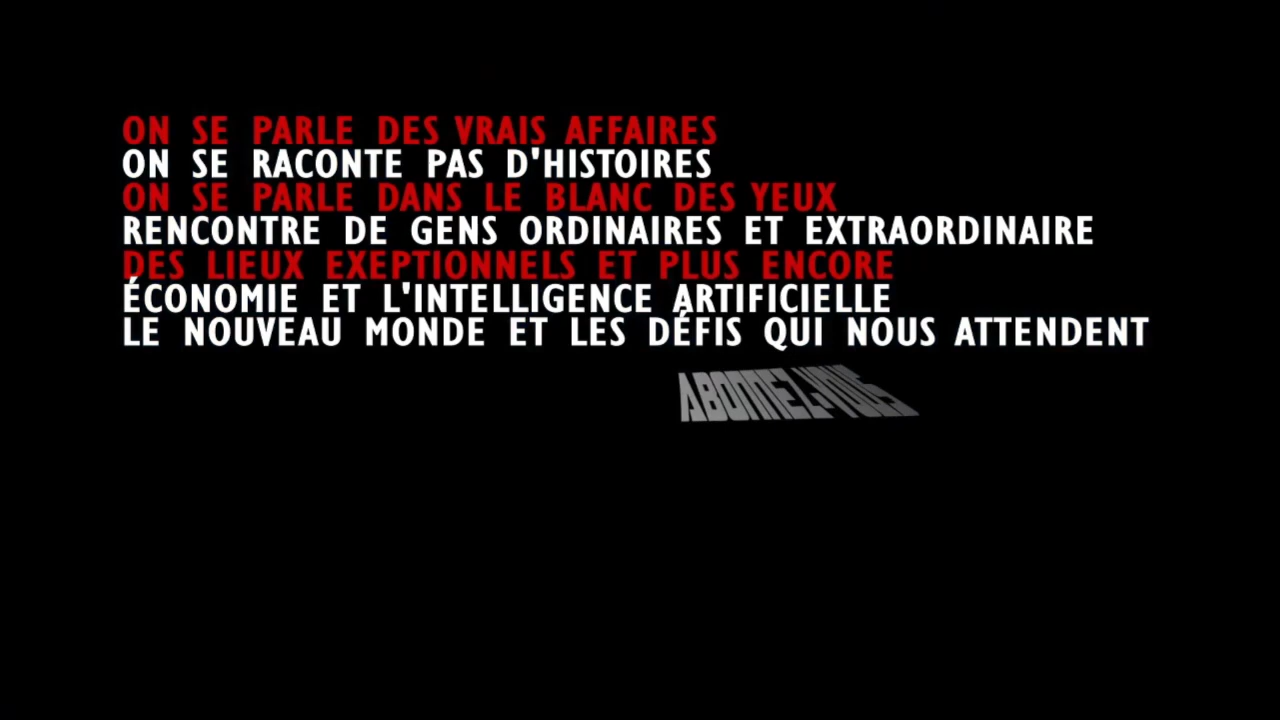 ON SE PARLE DES VRAIS AFFAIRES
ON SE RACONTE PAS D'HISTOIRES
ON SE PARLE DANS LE BLANC DES YEUX
RENCONTRE DE GENS ORDINAIRES ET EXTRAORDINAIRE
DES LIEUX EXEPTIONNELS ET PLUS ENCORE
ÉCONOMIE ET L'INTELLIGENCE ARTIFICIELLE
LE NOUVEAU MONDE ET LES DÉFIS QUI NOUS ATTENDENT
ABONNEZ-VOUS